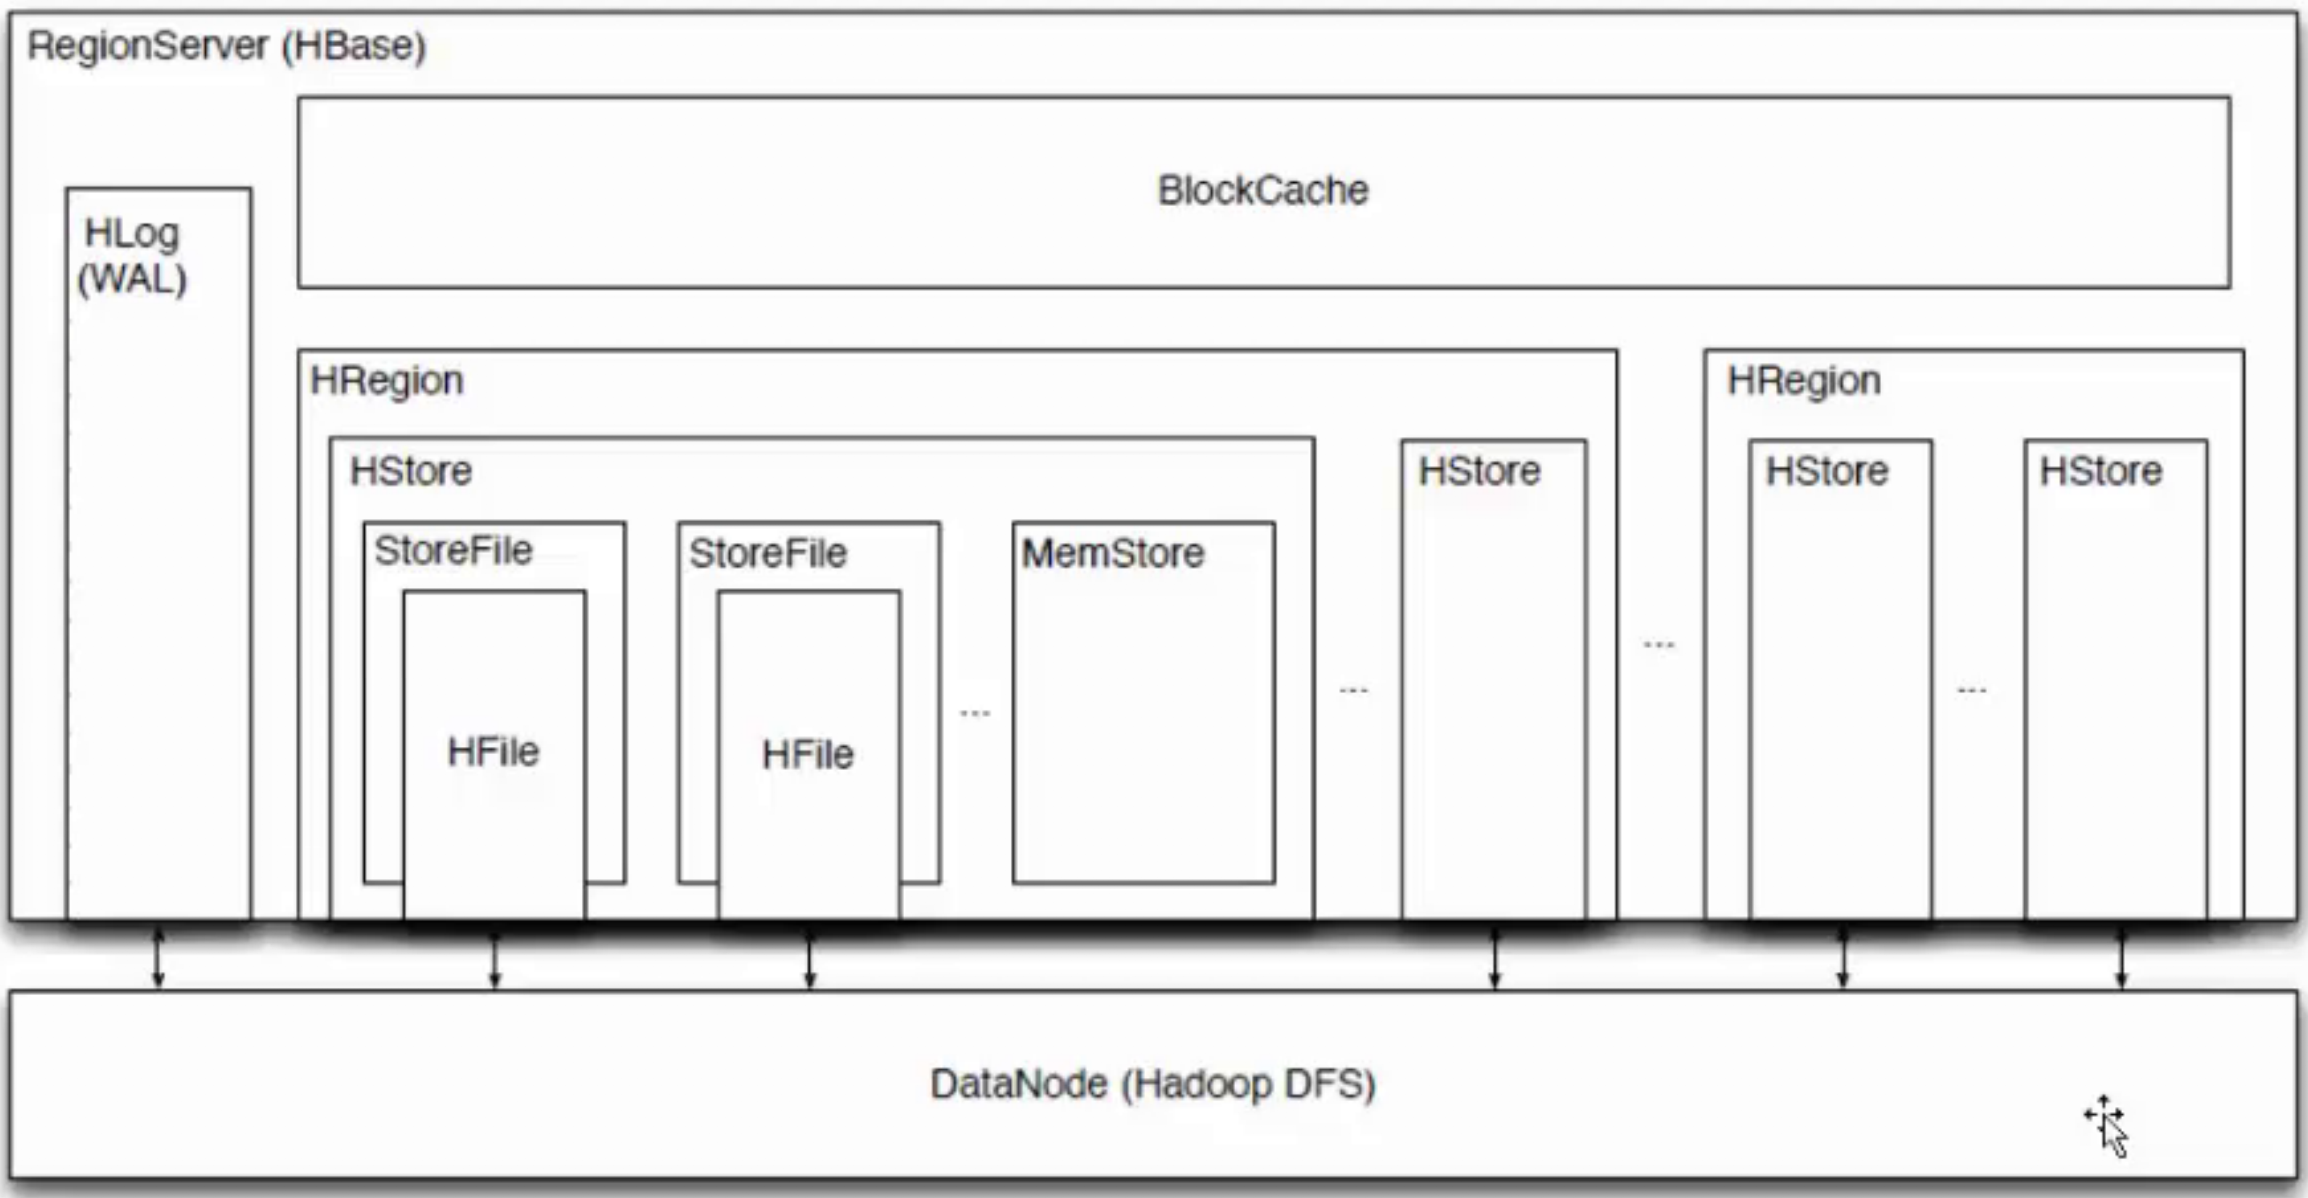 RegionServer (HBase)
BlockCache
HLog
(WAL)
HRegion
HRegion
HStore
HStore
HStore
HStore
StoreFile
StoreFile
MemStore
HFile
HFile
...
...
...
...
DataNode (Hadoop DFS)